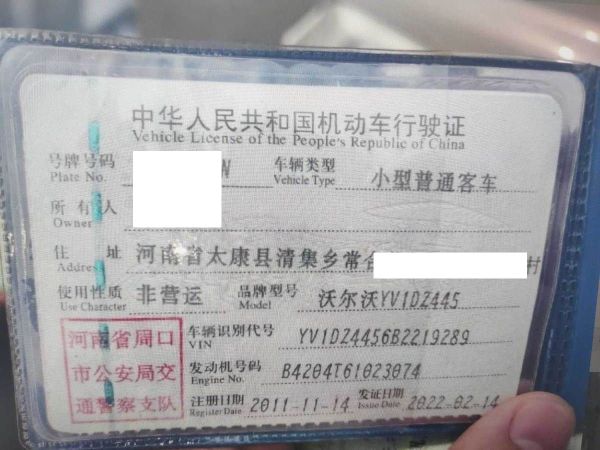 中华人民共和国机动车行驶证
Vehicle License of the People's Republic of China
号牌号码 W 车辆类型 小型普通客车
Plate No. Vehicle Type
所有人
Owner
住址 河南省太康县清集乡常 村
Address
使用性质 非营运 品牌型号 沃尔沃YV1DZ445
Use Character Model
河南省周口
市公安局交
通警察支队
车辆识别代号 YV1DZ4456B2219289
VIN
发动机号码 B4204T61023074
Engine No.
注册日期 2011-11-14 发证日期 2022-02-14
Register Date Issue Date